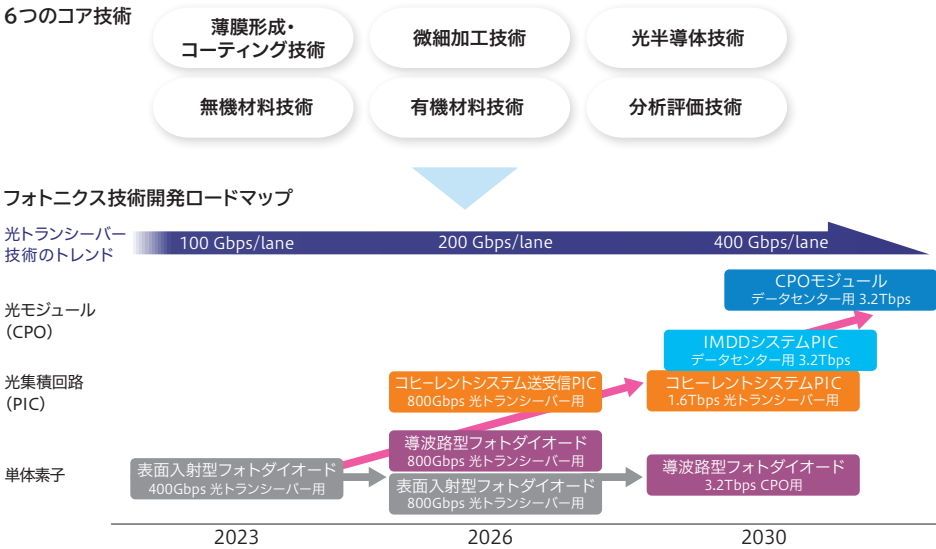 6つのコア技術
薄膜形成・
コーティング技術
微細加工技術
光半導体技術
無機材料技術
有機材料技術
分析評価技術
フォトニクス技術開発ロードマップ
光トランシーバー
技術のトレンド
100 Gbps/lane
200 Gbps/lane
400 Gbps/lane
CPOモジュール
データセンター用 3.2Tbps
光モジュール
（CPO）
IMDDシステムPIC
データセンター用 3.2Tbps
光集積回路
（PIC）
コヒーレントシステム送受信PIC
800Gbps 光トランシーバー用
コヒーレントシステムPIC
1.6Tbps 光トランシーバー用
導波路型フォトダイオード
800Gbps 光トランシーバー用
単体素子
表面入射型フォトダイオード
400Gbps 光トランシーバー用
表面入射型フォトダイオード
800Gbps 光トランシーバー用
導波路型フォトダイオード
3.2Tbps CPO用
2023
2026
2030